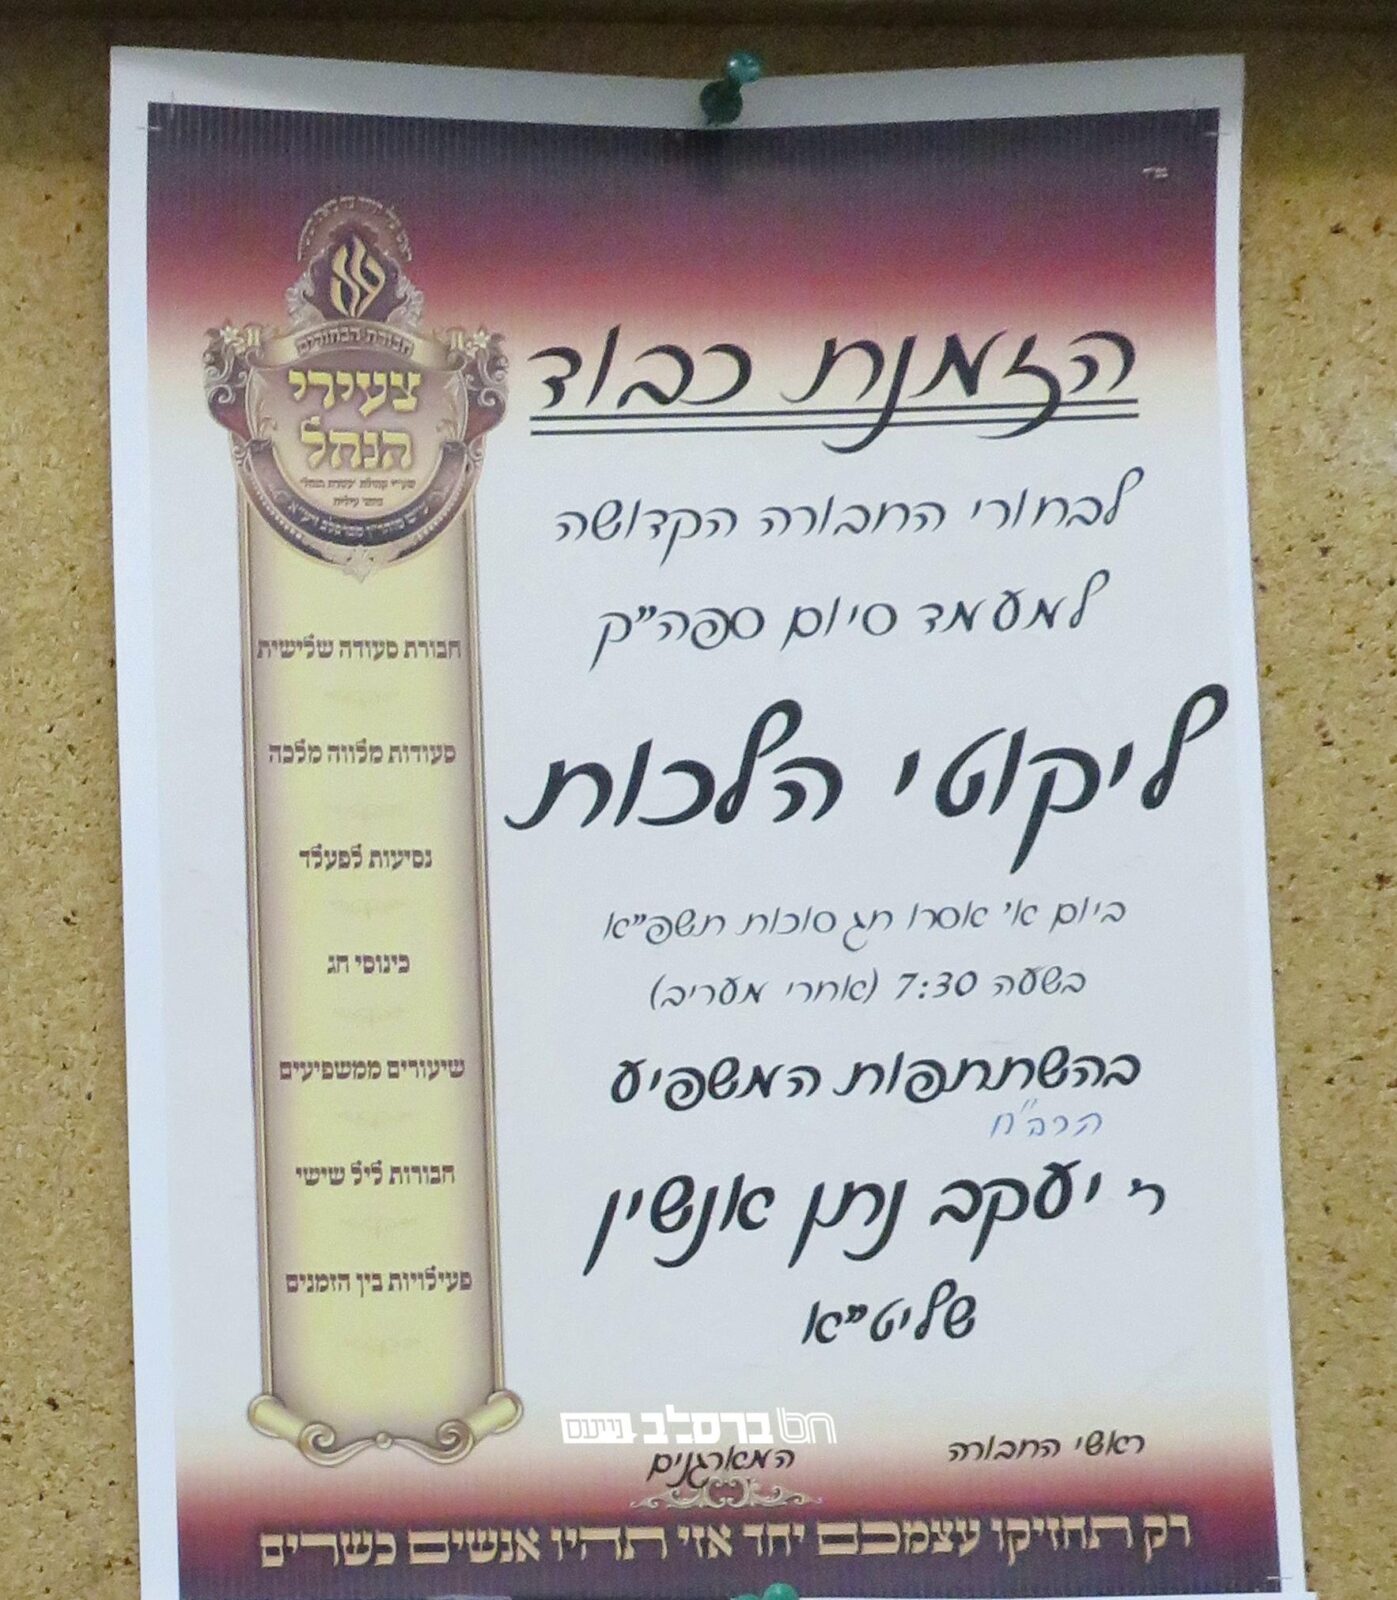 בס"ד
חבורת הבחורים
צעירי
הנחל
הזמנת כבוד
לבחורי החבורה הקדושה
למעמד סיום ספה"ק
ליקוטי הלכות
ביום א' אסרו חג סוכות תשפ"א
בשעה 7:30 (אחרי מעריב)
בהשתתפות המשפיע
הרב"ח
ר' יעקב נתן אנשין
שליט"א
חבורת סעודה שלישית
סעודות מלווה מלכה
נסיעות לפעלד
כינוסי חג
שיעורים ממשפיעים
חבורות ליל שישי
פעילויות בין הזמנים
ראשי החבורה
המארגנים
ברסלב נייעס
רק תחזיקו עצמכם יחד אזי תהיו אנשים כשרים